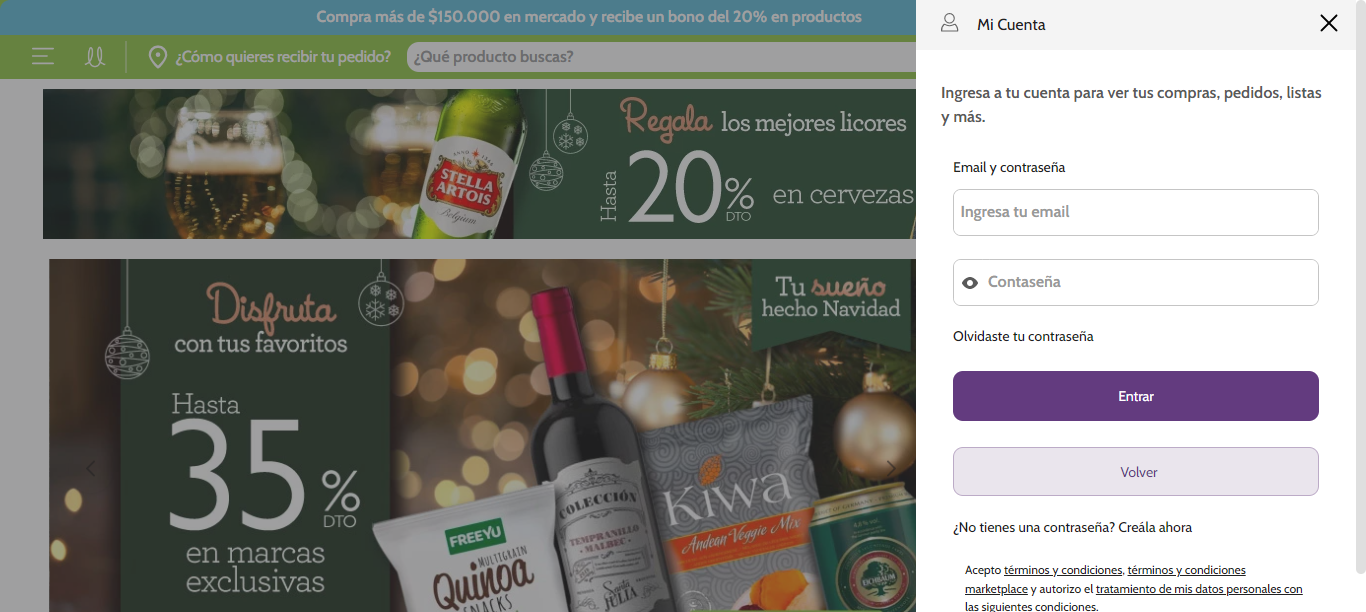 Compra más de $150.000 en mercado y recibe un bono del 20% en productos
¿Cómo quieres recibir tu pedido?
¿Qué producto buscas?
Regala los mejores licores
Hasta 20% DTO en cervezas
STELLA
ARTOIS
Belgium
Disfruta
con tus favoritos
Hasta
35%
DTO
en marcas
exclusivas
Tu sueño
hecho Navidad
COLECCIÓN
TEMPRANILLO
MALBEC
Santa
JULIA
FREEYU
MULTIGRAIN
Quinoa
SNACKS
KIWA
Andean Veggie Mix
EICHBAUM
Mi Cuenta
Ingresa a tu cuenta para ver tus compras, pedidos, listas
y más.
Email y contraseña
Ingresa tu email
Contaseña
Olvidaste tu contraseña
Entrar
Volver
¿No tienes una contraseña? Creála ahora
Acepto términos y condiciones, términos y condiciones
marketplace y autorizo el tratamiento de mis datos personales con
las siguientes condiciones.